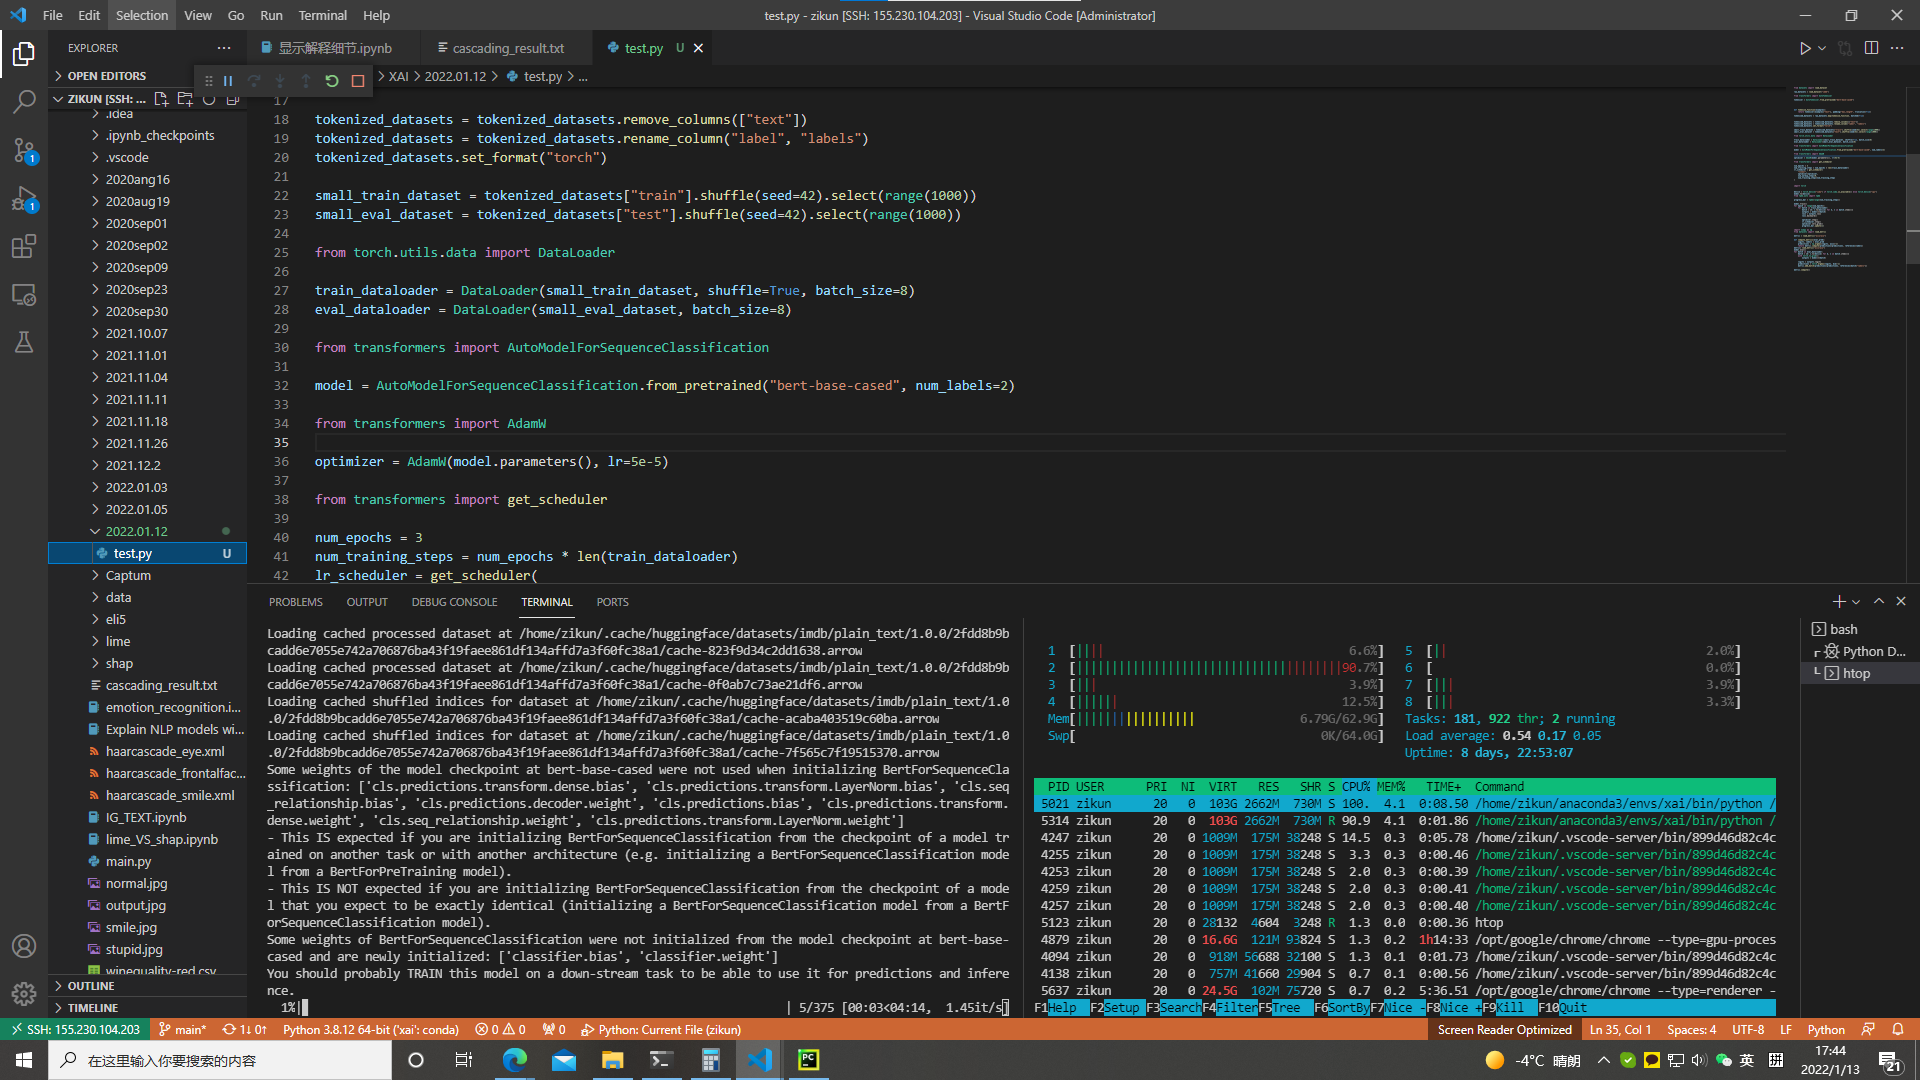 File Edit Selection View Go Run Terminal Help
test.py - zikun [SSH: 155.230.104.203] - Visual Studio Code [Administrator]
EXPLORER
显示解释细节.ipynb
cascading_result.txt
test.py U
OPEN EDITORS
XAI > 2022.01.12 > test.py > ...
ZIKUN [SSH: ...
.idea
.ipynb_checkpoints
.vscode
2020ang16
2020aug19
2020sep01
2020sep02
2020sep09
2020sep23
2020sep30
2021.10.07
2021.11.01
2021.11.04
2021.11.11
2021.11.18
2021.11.26
2021.12.2
2022.01.03
2022.01.05
2022.01.12
test.py U
Captum
data
eli5
lime
shap
cascading_result.txt
emotion_recognition.i...
Explain NLP models wi...
haarcascade_eye.xml
haarcascade_frontalfac...
haarcascade_smile.xml
IG_TEXT.ipynb
lime_VS_shap.ipynb
main.py
normal.jpg
output.jpg
smile.jpg
stupid.jpg
winequality-red.csv
OUTLINE
TIMELINE
1
1
17
18 tokenized_datasets = tokenized_datasets.remove_columns(["text"])
19 tokenized_datasets = tokenized_datasets.rename_column("label", "labels")
20 tokenized_datasets.set_format("torch")
21
22 small_train_dataset = tokenized_datasets["train"].shuffle(seed=42).select(range(1000))
23 small_eval_dataset = tokenized_datasets["test"].shuffle(seed=42).select(range(1000))
24
25 from torch.utils.data import DataLoader
26
27 train_dataloader = DataLoader(small_train_dataset, shuffle=True, batch_size=8)
28 eval_dataloader = DataLoader(small_eval_dataset, batch_size=8)
29
30 from transformers import AutoModelForSequenceClassification
31
32 model = AutoModelForSequenceClassification.from_pretrained("bert-base-cased", num_labels=2)
33
34 from transformers import AdamW
35
36 optimizer = AdamW(model.parameters(), lr=5e-5)
37
38 from transformers import get_scheduler
39
40 num_epochs = 3
41 num_training_steps = num_epochs * len(train_dataloader)
42 lr_scheduler = get_scheduler(
PROBLEMS OUTPUT DEBUG CONSOLE TERMINAL PORTS
Loading cached processed dataset at /home/zikun/.cache/huggingface/datasets/imdb/plain_text/1.0.0/2fdd8b9b
cadd6e7055e742a706876ba43f19faee861df134affd7a3f60fc38a1/cache-823f9d34c2dd1638.arrow
Loading cached processed dataset at /home/zikun/.cache/huggingface/datasets/imdb/plain_text/1.0.0/2fdd8b9b
cadd6e7055e742a706876ba43f19faee861df134affd7a3f60fc38a1/cache-0f0ab7c73ae21df6.arrow
Loading cached shuffled indices for dataset at /home/zikun/.cache/huggingface/datasets/imdb/plain_text/1.0
.0/2fdd8b9bcadd6e7055e742a706876ba43f19faee861df134affd7a3f60fc38a1/cache-acaba403519c60ba.arrow
Loading cached shuffled indices for dataset at /home/zikun/.cache/huggingface/datasets/imdb/plain_text/1.0
.0/2fdd8b9bcadd6e7055e742a706876ba43f19faee861df134affd7a3f60fc38a1/cache-7f565c7f19515370.arrow
Some weights of the model checkpoint at bert-base-cased were not used when initializing BertForSequenceCla
ssification: ['cls.predictions.transform.dense.bias', 'cls.predictions.transform.LayerNorm.bias', 'cls.seq
_relationship.bias', 'cls.predictions.decoder.weight', 'cls.predictions.bias', 'cls.predictions.transform.
dense.weight', 'cls.seq_relationship.weight', 'cls.predictions.transform.LayerNorm.weight']
- This IS expected if you are initializing BertForSequenceClassification from the checkpoint of a model tr
ained on another task or with another architecture (e.g. initializing a BertForSequenceClassification mode
l from a BertForPreTraining model).
- This IS NOT expected if you are initializing BertForSequenceClassification from the checkpoint of a mode
l that you expect to be exactly identical (initializing a BertForSequenceClassification model from a BertF
orSequenceClassification model).
Some weights of BertForSequenceClassification were not initialized from the model checkpoint at bert-base-
cased and are newly initialized: ['classifier.bias', 'classifier.weight']
You should probably TRAIN this model on a down-stream task to be able to use it for predictions and infere
nce.
1%| | 5/375 [00:03<04:14, 1.45it/s]
1 [|||| 6.6%] 5 [|| 2.0%]
2 [ 90.7%] 6 [ 0.0%]
3 [||| 3.9%] 7 [||| 3.9%]
4 [|||||| 12.5%] 8 [||| 3.3%]
Mem[ 6.79G/62.9G] Tasks: 181, 922 thr; 2 running
Swp[ 0K/64.0G] Load average: 0.54 0.17 0.05
Uptime: 8 days, 22:53:07
PID USER PRI NI VIRT RES SHR S CPU% MEM% TIME+ Command
5021 zikun 20 0 103G 2662M 730M S 100. 4.1 0:08.50 /home/zikun/anaconda3/envs/xai/bin/python /
5314 zikun 20 0 103G 2662M 730M R 90.9 4.1 0:01.86 /home/zikun/anaconda3/envs/xai/bin/python /
4247 zikun 20 0 1009M 175M 38248 S 14.5 0.3 0:05.78 /home/zikun/.vscode-server/bin/899d46d82c4c
4255 zikun 20 0 1009M 175M 38248 S 3.3 0.3 0:00.46 /home/zikun/.vscode-server/bin/899d46d82c4c
4253 zikun 20 0 1009M 175M 38248 S 2.0 0.3 0:00.39 /home/zikun/.vscode-server/bin/899d46d82c4c
4259 zikun 20 0 1009M 175M 38248 S 2.0 0.3 0:00.41 /home/zikun/.vscode-server/bin/899d46d82c4c
4257 zikun 20 0 1009M 175M 38248 S 2.0 0.3 0:00.40 /home/zikun/.vscode-server/bin/899d46d82c4c
5123 zikun 20 0 28132 4604 3248 R 1.3 0.0 0:00.36 htop
4879 zikun 20 0 16.6G 121M 93824 S 1.3 0.2 1h14:33 /opt/google/chrome/chrome --type=gpu-proces
4094 zikun 20 0 918M 56688 32100 S 1.3 0.1 0:01.73 /home/zikun/.vscode-server/bin/899d46d82c4c
4138 zikun 20 0 757M 41660 29904 S 0.7 0.1 0:00.56 /home/zikun/.vscode-server/bin/899d46d82c4c
5637 zikun 20 0 24.5G 102M 75720 S 0.7 0.2 5:36.51 /opt/google/chrome/chrome --type=renderer -
F1Help F2Setup F3SearchF4FilterF5Tree F6SortByF7Nice -F8Nice +F9Kill F10Quit
bash
Python D...
htop
SSH: 155.230.104.203 main* 1↓ 0↑ Python 3.8.12 64-bit ('xai': conda) 0 0 0 Python: Current File (zikun)
Screen Reader Optimized Ln 35, Col 1 Spaces: 4 UTF-8 LF Python
在这里输入你要搜索的内容
PC
-4°C 晴朗
英
拼
17:44
2022/1/13
21